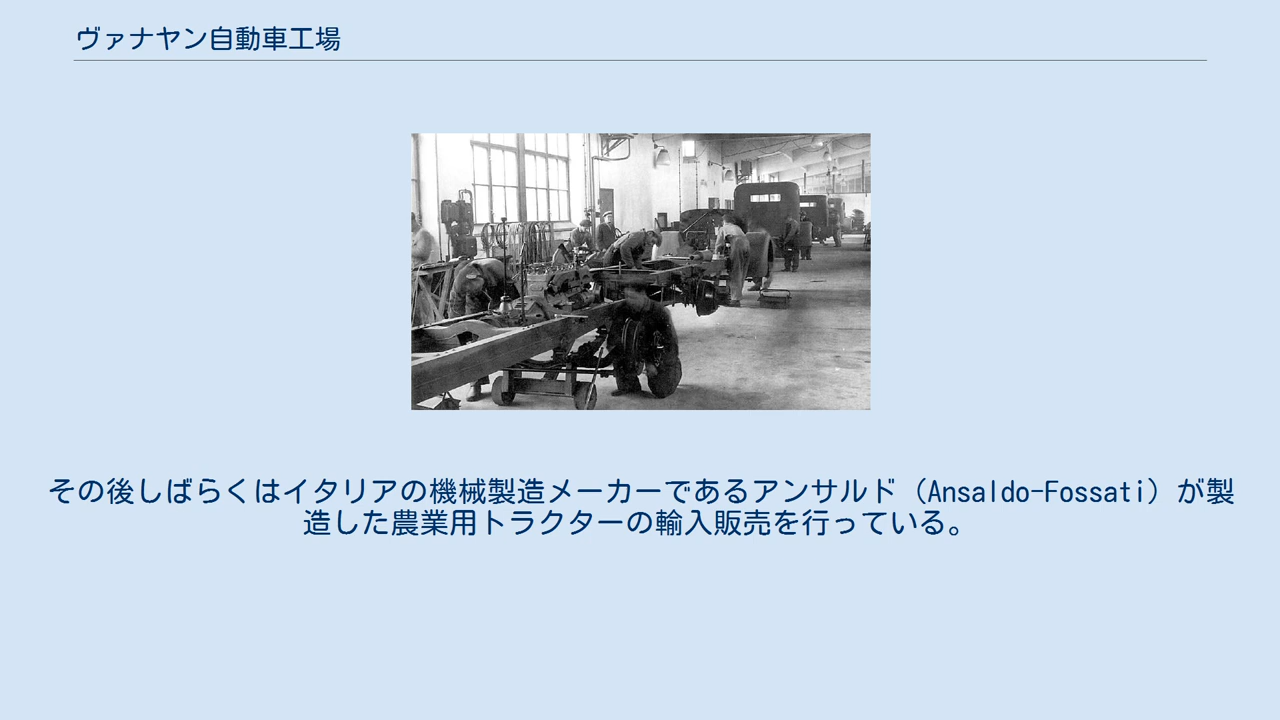 ヴァナヤン自動車工場
その後しばらくはイタリアの機械製造メーカーであるアンサルド（Ansaldo-Fossati）が製
造した農業用トラクターの輸入販売を行っている。